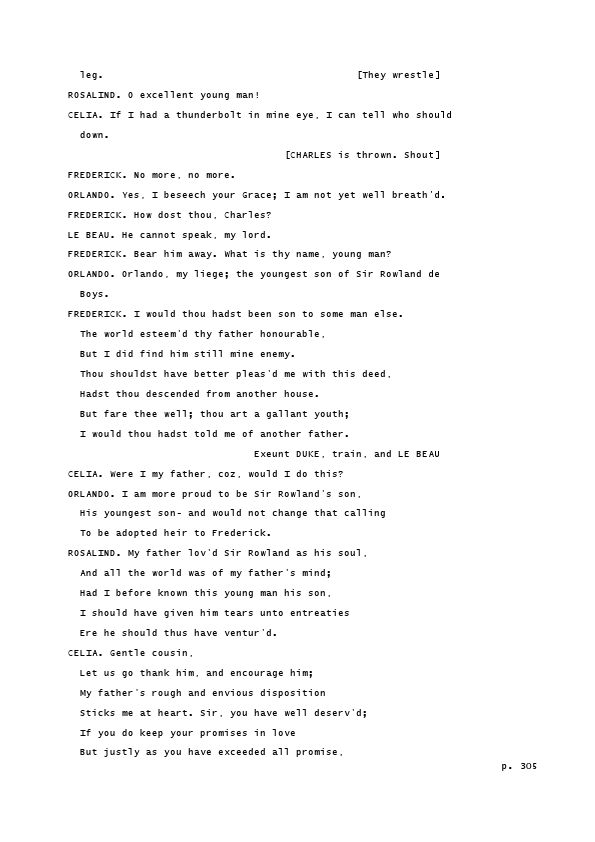 leg. [They wrestle]
ROSALIND. O excellent young man!
CELIA. If I had a thunderbolt in mine eye, I can tell who should
down.
[CHARLES is thrown. Shout]
FREDERICK. No more, no more.
ORLANDO. Yes, I beseech your Grace; I am not yet well breath'd.
FREDERICK. How dost thou, Charles?
LE BEAU. He cannot speak, my lord.
FREDERICK. Bear him away. What is thy name, young man?
ORLANDO. Orlando, my liege; the youngest son of Sir Rowland de
Boys.
FREDERICK. I would thou hadst been son to some man else.
The world esteem'd thy father honourable,
But I did find him still mine enemy.
Thou shouldst have better pleas'd me with this deed,
Hadst thou descended from another house.
But fare thee well; thou art a gallant youth;
I would thou hadst told me of another father.
Exeunt DUKE, train, and LE BEAU
CELIA. Were I my father, coz, would I do this?
ORLANDO. I am more proud to be Sir Rowland's son,
His youngest son- and would not change that calling
To be adopted heir to Frederick.
ROSALIND. My father lov'd Sir Rowland as his soul,
And all the world was of my father's mind;
Had I before known this young man his son,
I should have given him tears unto entreaties
Ere he should thus have ventur'd.
CELIA. Gentle cousin,
Let us go thank him, and encourage him;
My father's rough and envious disposition
Sticks me at heart. Sir, you have well deserv'd;
If you do keep your promises in love
But justly as you have exceeded all promise,
p. 305